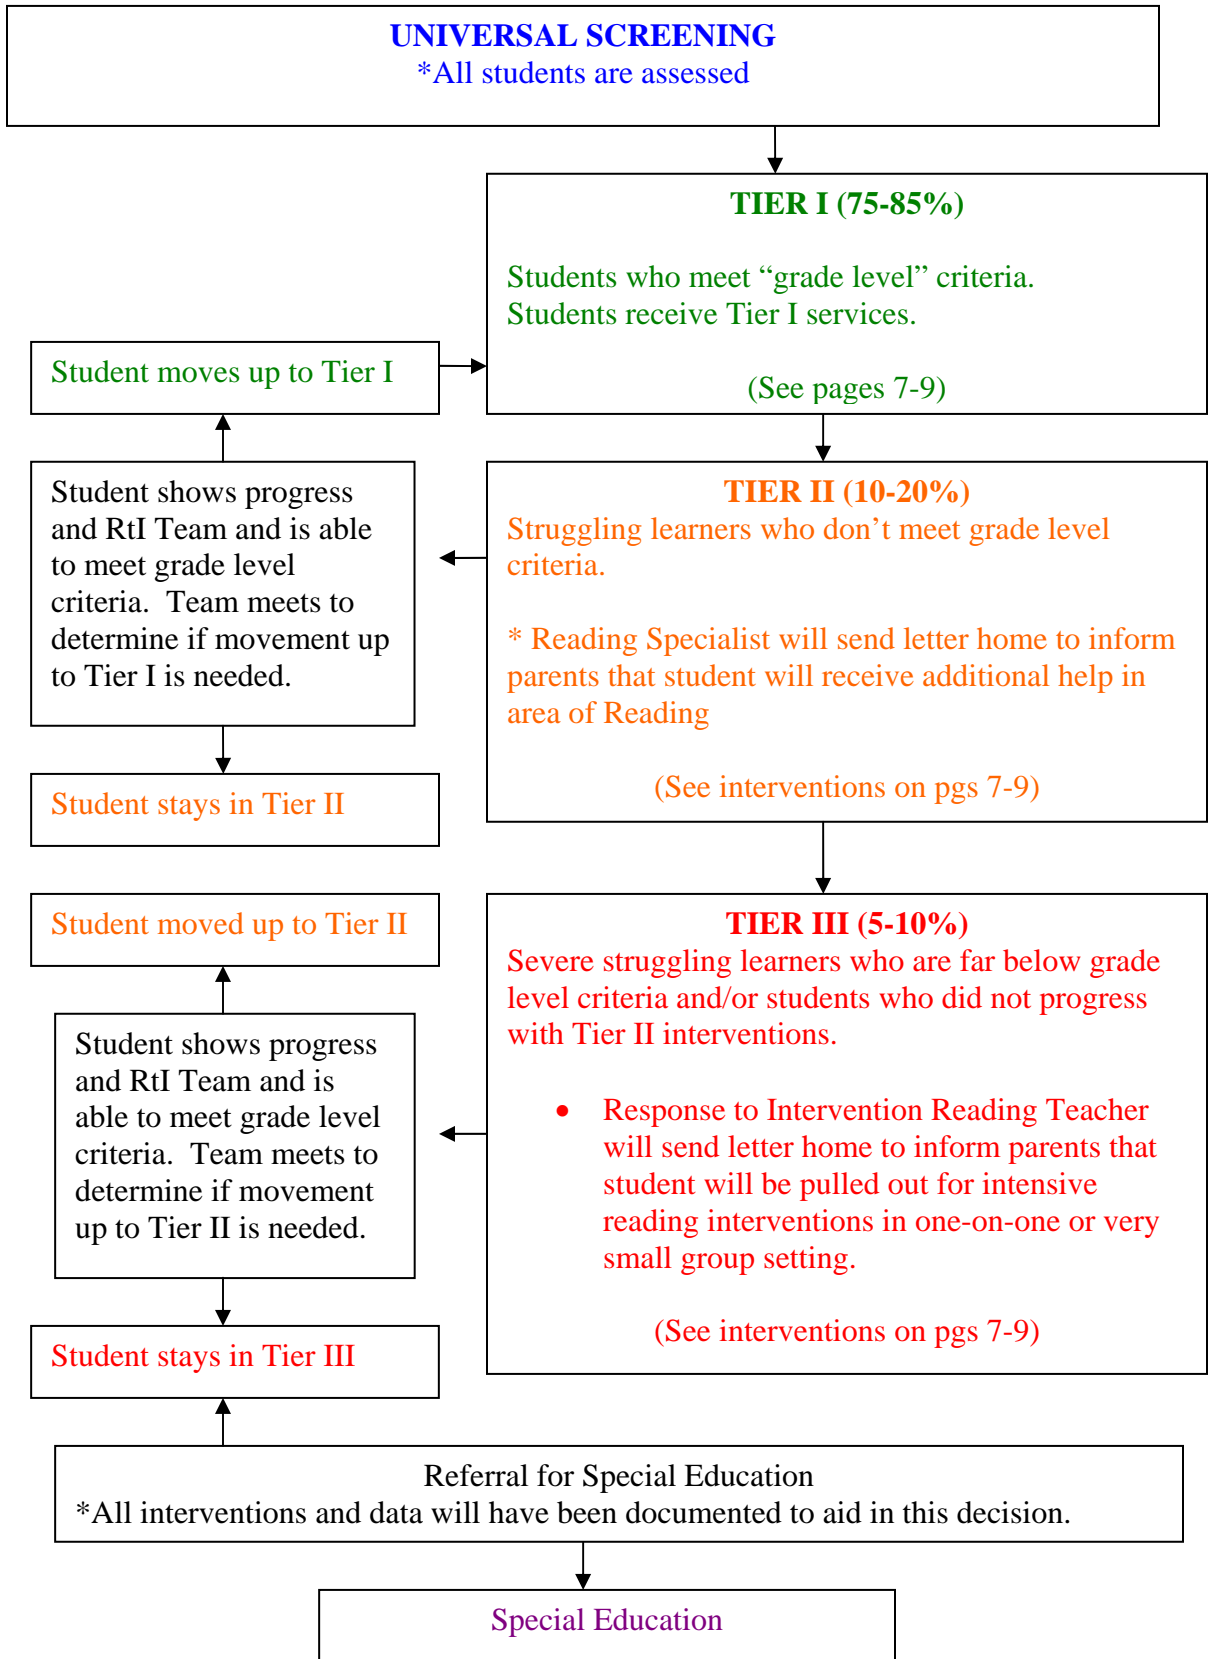 UNIVERSAL SCREENING
*All students are assessed
TIER I (75-85%)
Students who meet “grade level” criteria.
Students receive Tier I services.
(See pages 7-9)
Student moves up to Tier I
Student shows progress
and RtI Team and is able
to meet grade level
criteria.  Team meets to
determine if movement up
to Tier I is needed.
Student stays in Tier II
TIER II (10-20%)
Struggling learners who don’t meet grade level
criteria.
* Reading Specialist will send letter home to inform
parents that student will receive additional help in
area of Reading
(See interventions on pgs 7-9)
Student moved up to Tier II
Student shows progress
and RtI Team and is
able to meet grade level
criteria.  Team meets to
determine if movement
up to Tier II is needed.
Student stays in Tier III
TIER III (5-10%)
Severe struggling learners who are far below grade
level criteria and/or students who did not progress
with Tier II interventions.
• Response to Intervention Reading Teacher
will send letter home to inform parents that
student will be pulled out for intensive
reading interventions in one-on-one or very
small group setting.
(See interventions on pgs 7-9)
Referral for Special Education
*All interventions and data will have been documented to aid in this decision.
Special Education